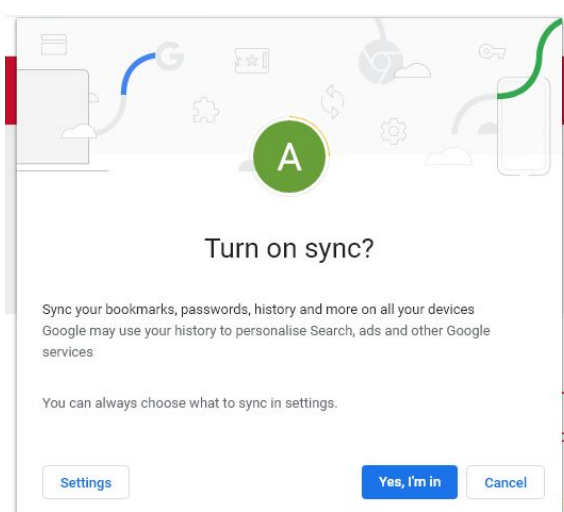 G
A
Turn on sync?
Sync your bookmarks, passwords, history and more on all your devices
Google may use your history to personalise Search, ads and other Google
services
You can always choose what to sync in settings.
Settings
Yes, I'm in
Cancel